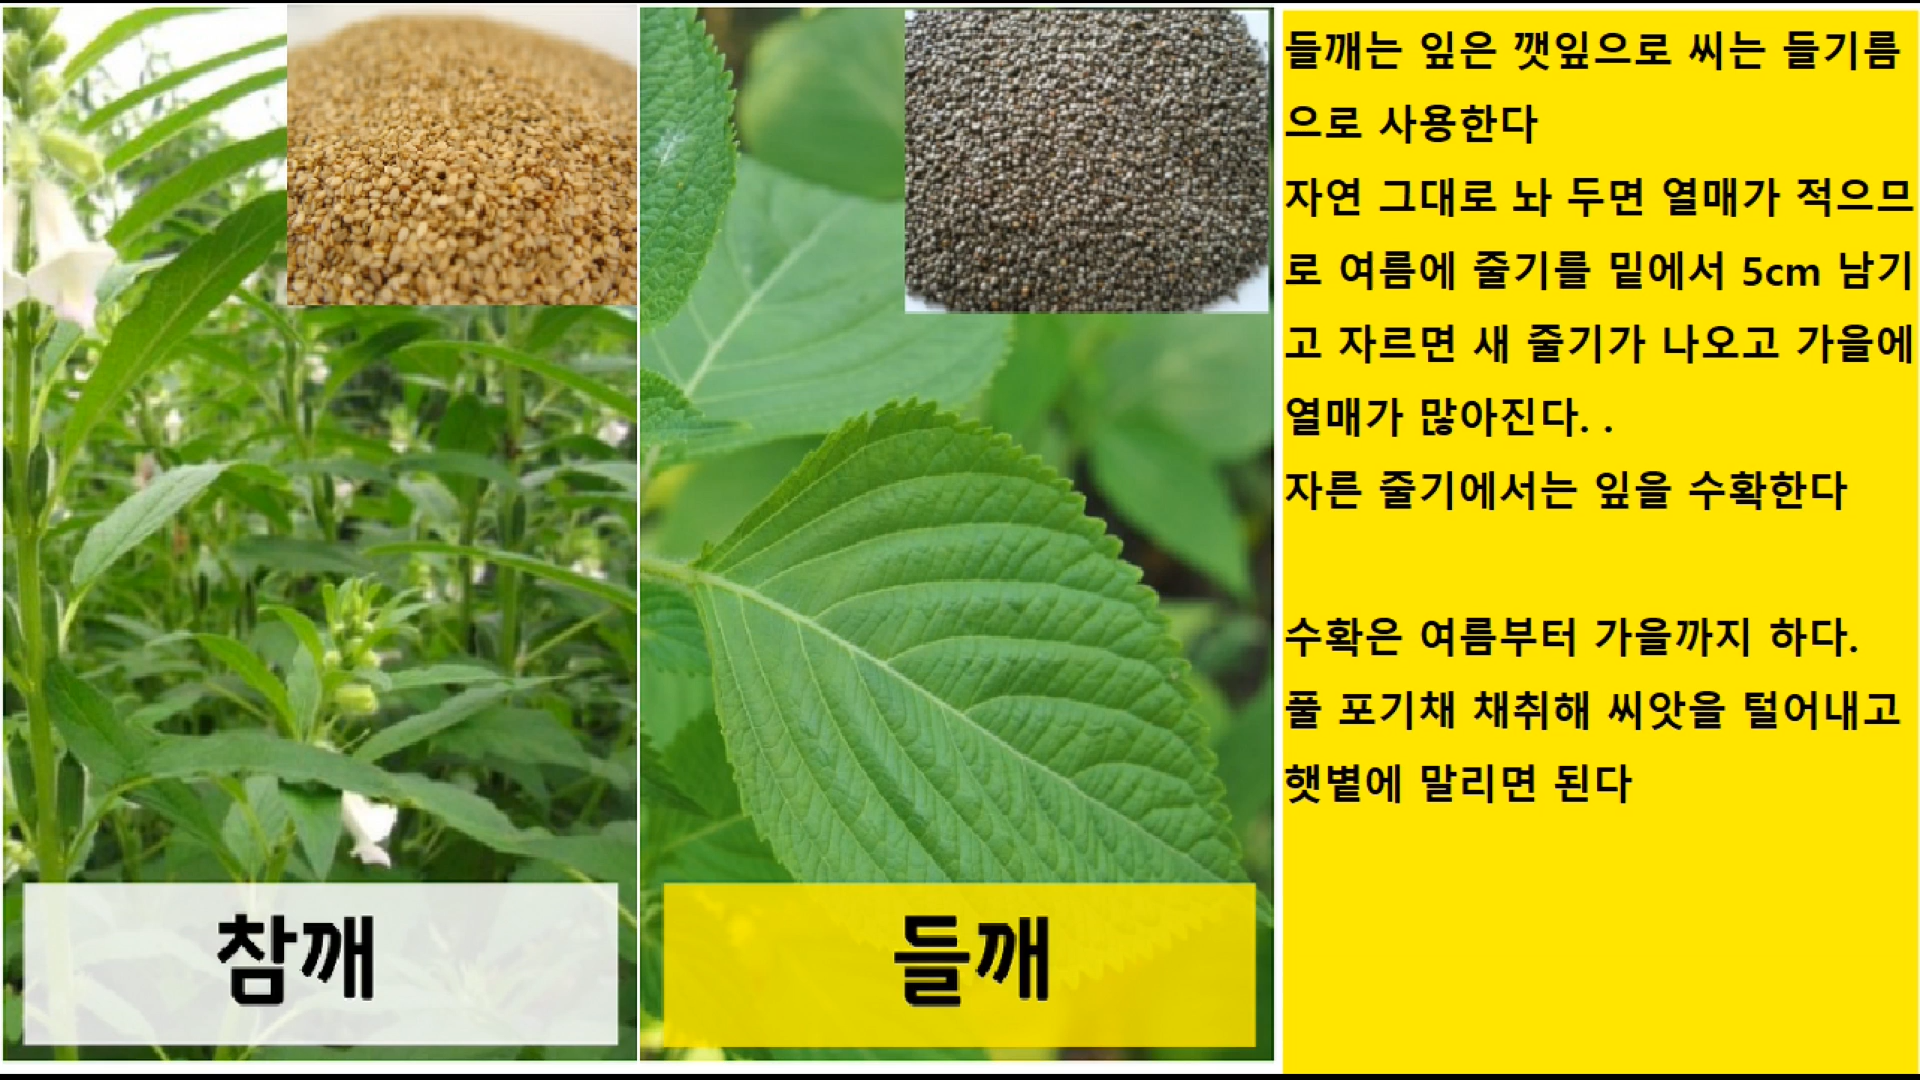 참깨
들깨
들깨는 잎은 깻잎으로 씨는 들기름
으로 사용한다
자연 그대로 놔 두면 열매가 적으므
로 여름에 줄기를 밑에서 5cm 남기
고 자르면 새 줄기가 나오고 가을에
열매가 많아진다. .
자른 줄기에서는 잎을 수확한다
수확은 여름부터 가을까지 하다.
풀 포기채 채취해 씨앗을 털어내고
햇볕에 말리면 된다